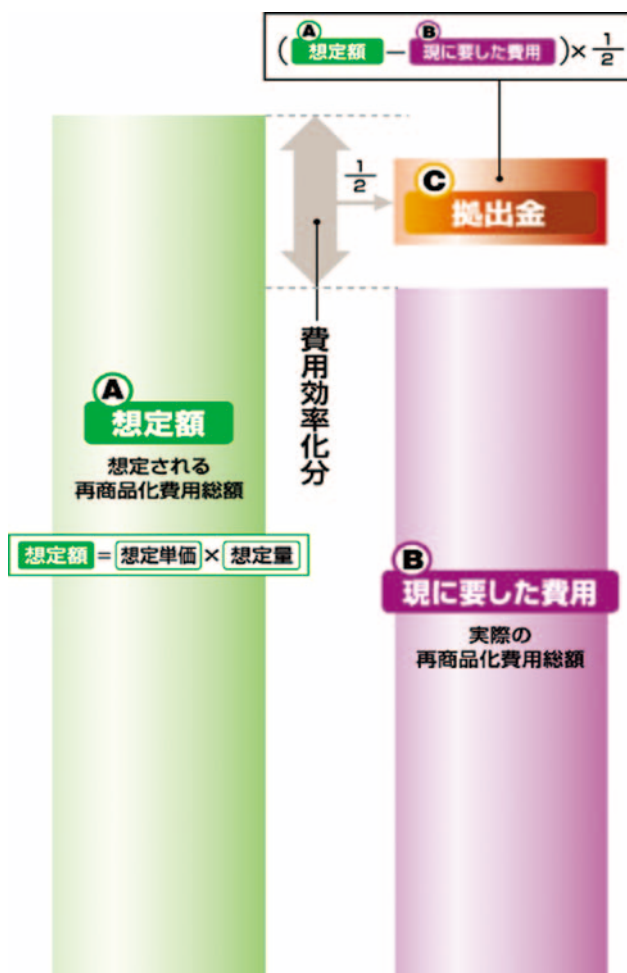 (Ⓐ想定額−Ⓑ現に要した費用)×1/2
1/2
Ⓒ
拠出金
費用効率化分
Ⓐ
想定額
想定される
再商品化費用総額
想定額=想定単価×想定量
Ⓑ
現に要した費用
実際の
再商品化費用総額